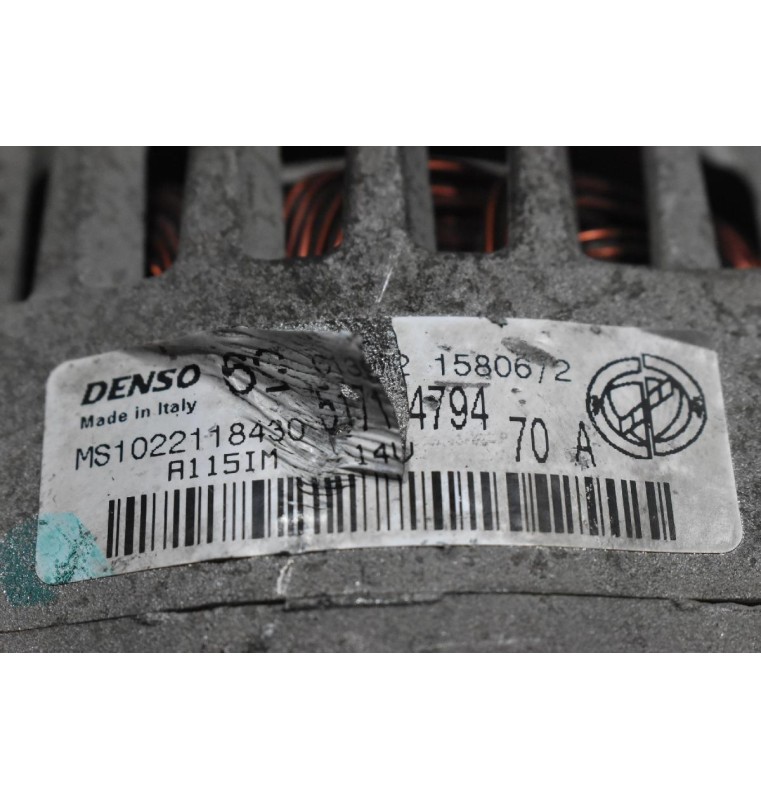 DENSO
Made in Italy
1580672
4794
MS1022118430
70 A
A115IM
14V